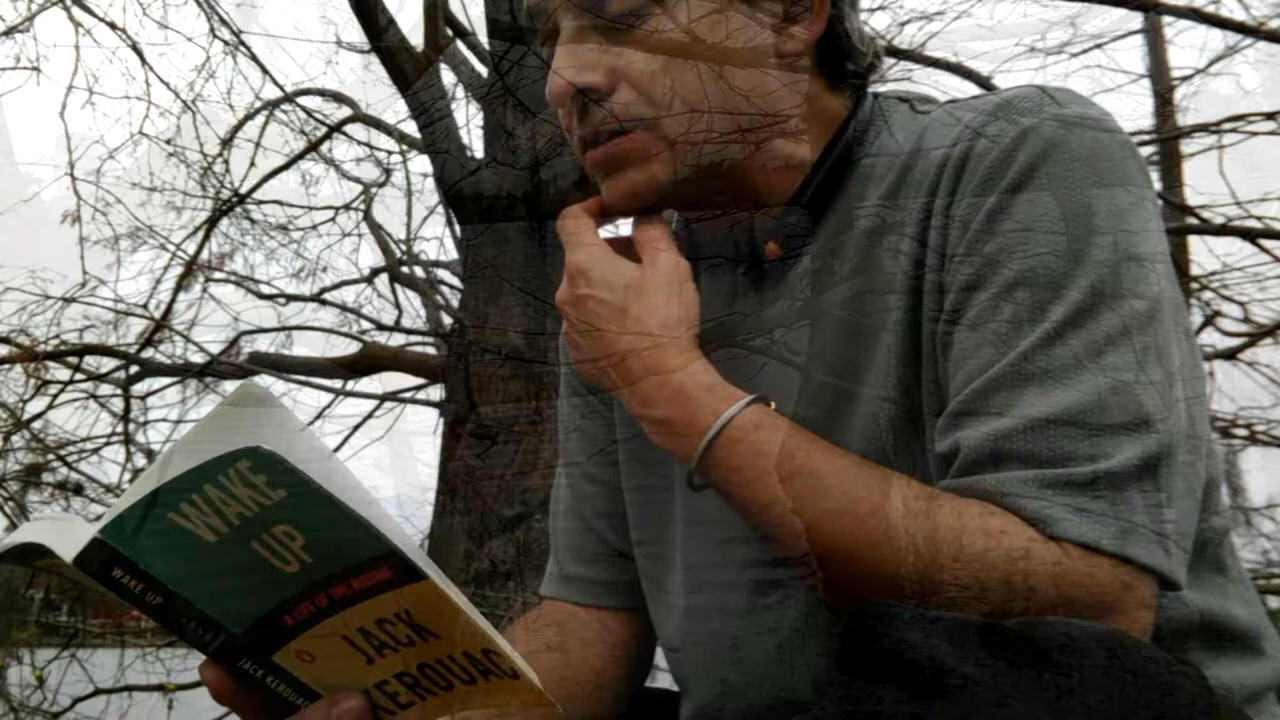 WAKE
UP
A LIFE OF THE BUDDHA
JACK
KEROUAC
WAKE UP
JACK KEROUAC